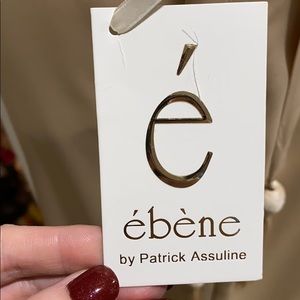 é
ébène
by Patrick Assuline